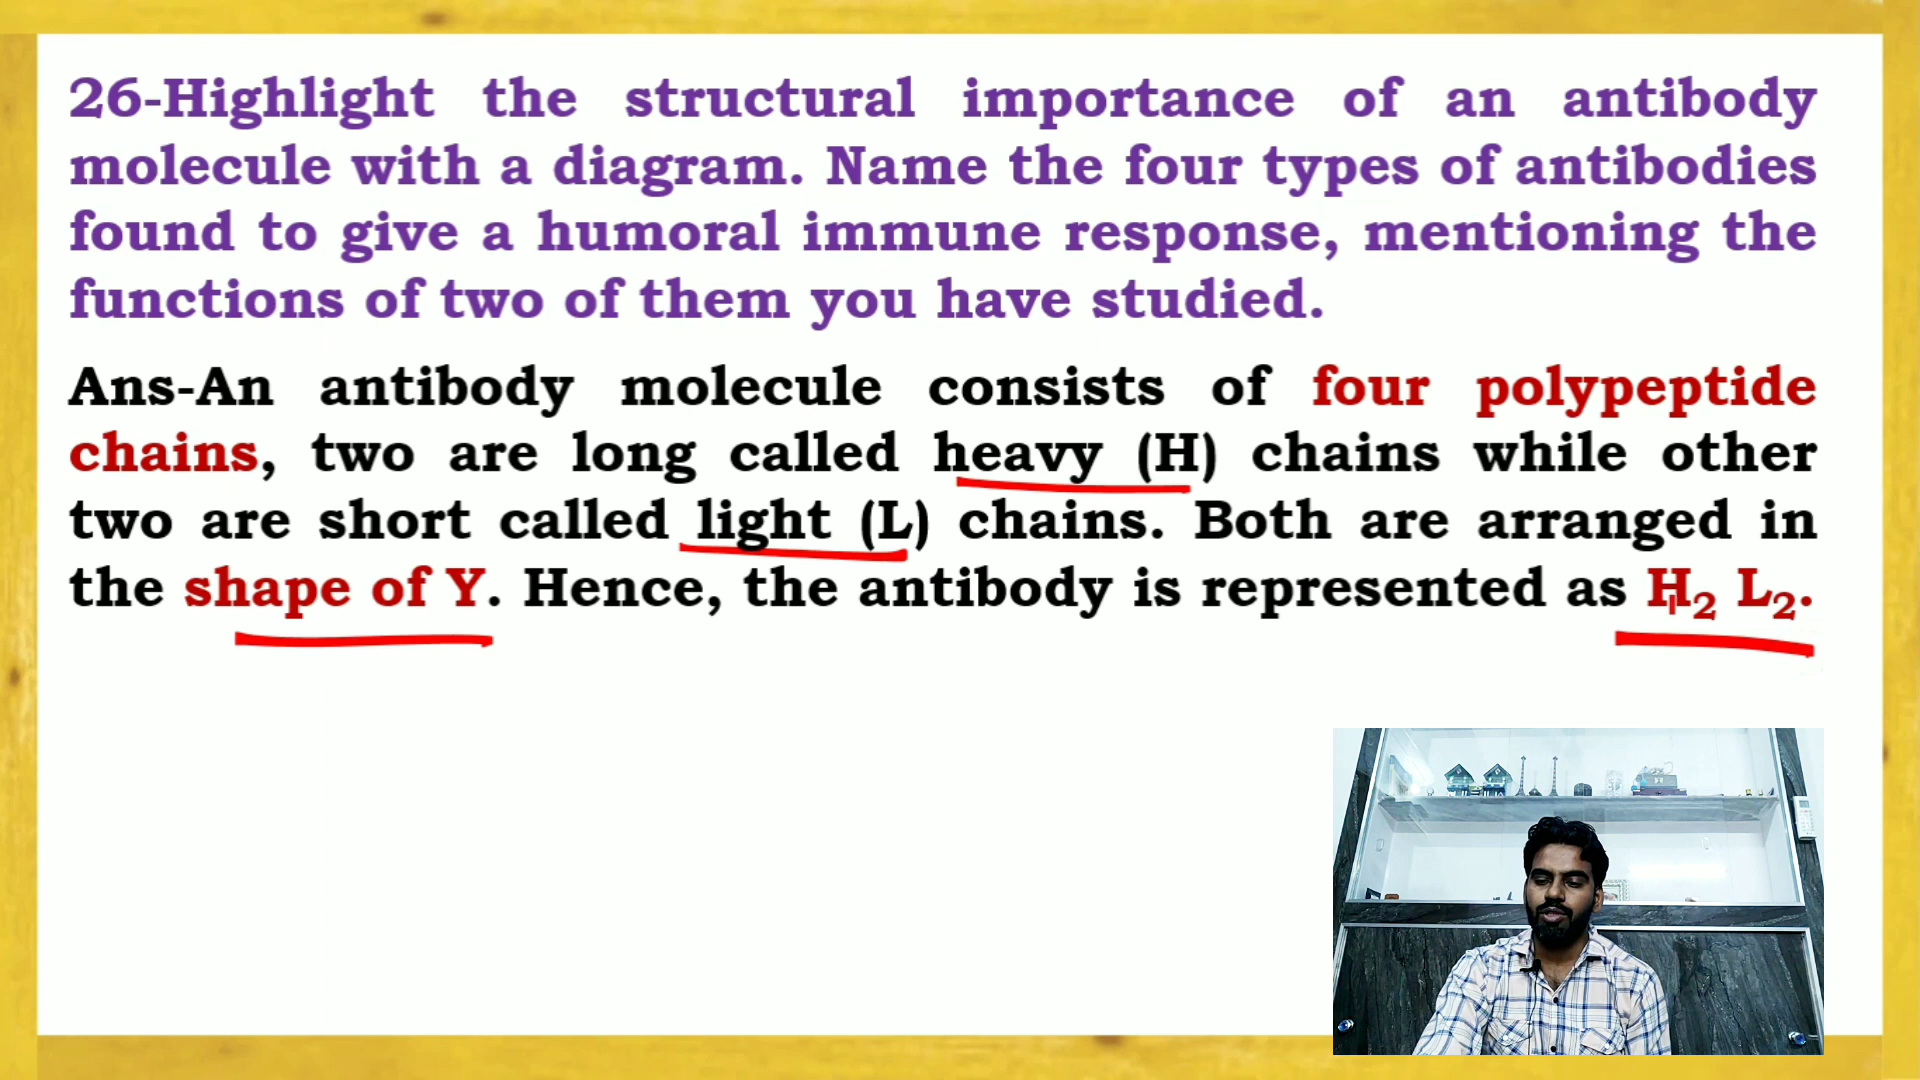 26-Highlight the structural importance of an antibody
molecule with a diagram. Name the four types of antibodies
found to give a humoral immune response, mentioning the
functions of two of them you have studied.
Ans-An antibody molecule consists of four polypeptide
chains, two are long called heavy (H) chains while other
two are short called light (L) chains. Both are arranged in
the shape of Y. Hence, the antibody is represented as H₂ L₂.